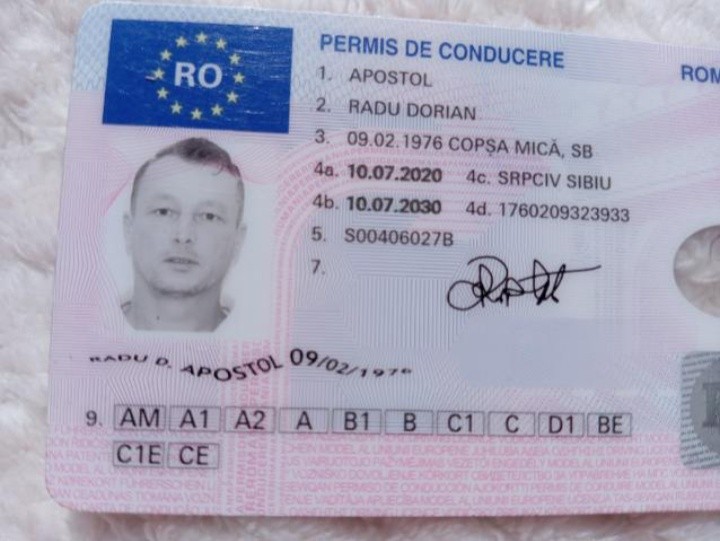 RO
PERMIS DE CONDUCERE
ROM
1. APOSTOL
2. RADU DORIAN
3. 09.02.1976 COPȘA MICĂ, SB
4a. 10.07.2020 4c. SRPCIV SIBIU
4b. 10.07.2030 4d. 1760209323933
5. S00406027B
7.
RADU D. APOSTOL 09/02/1976
9. AM A1 A2 A B1 B C1 C D1 BE
C1E CE